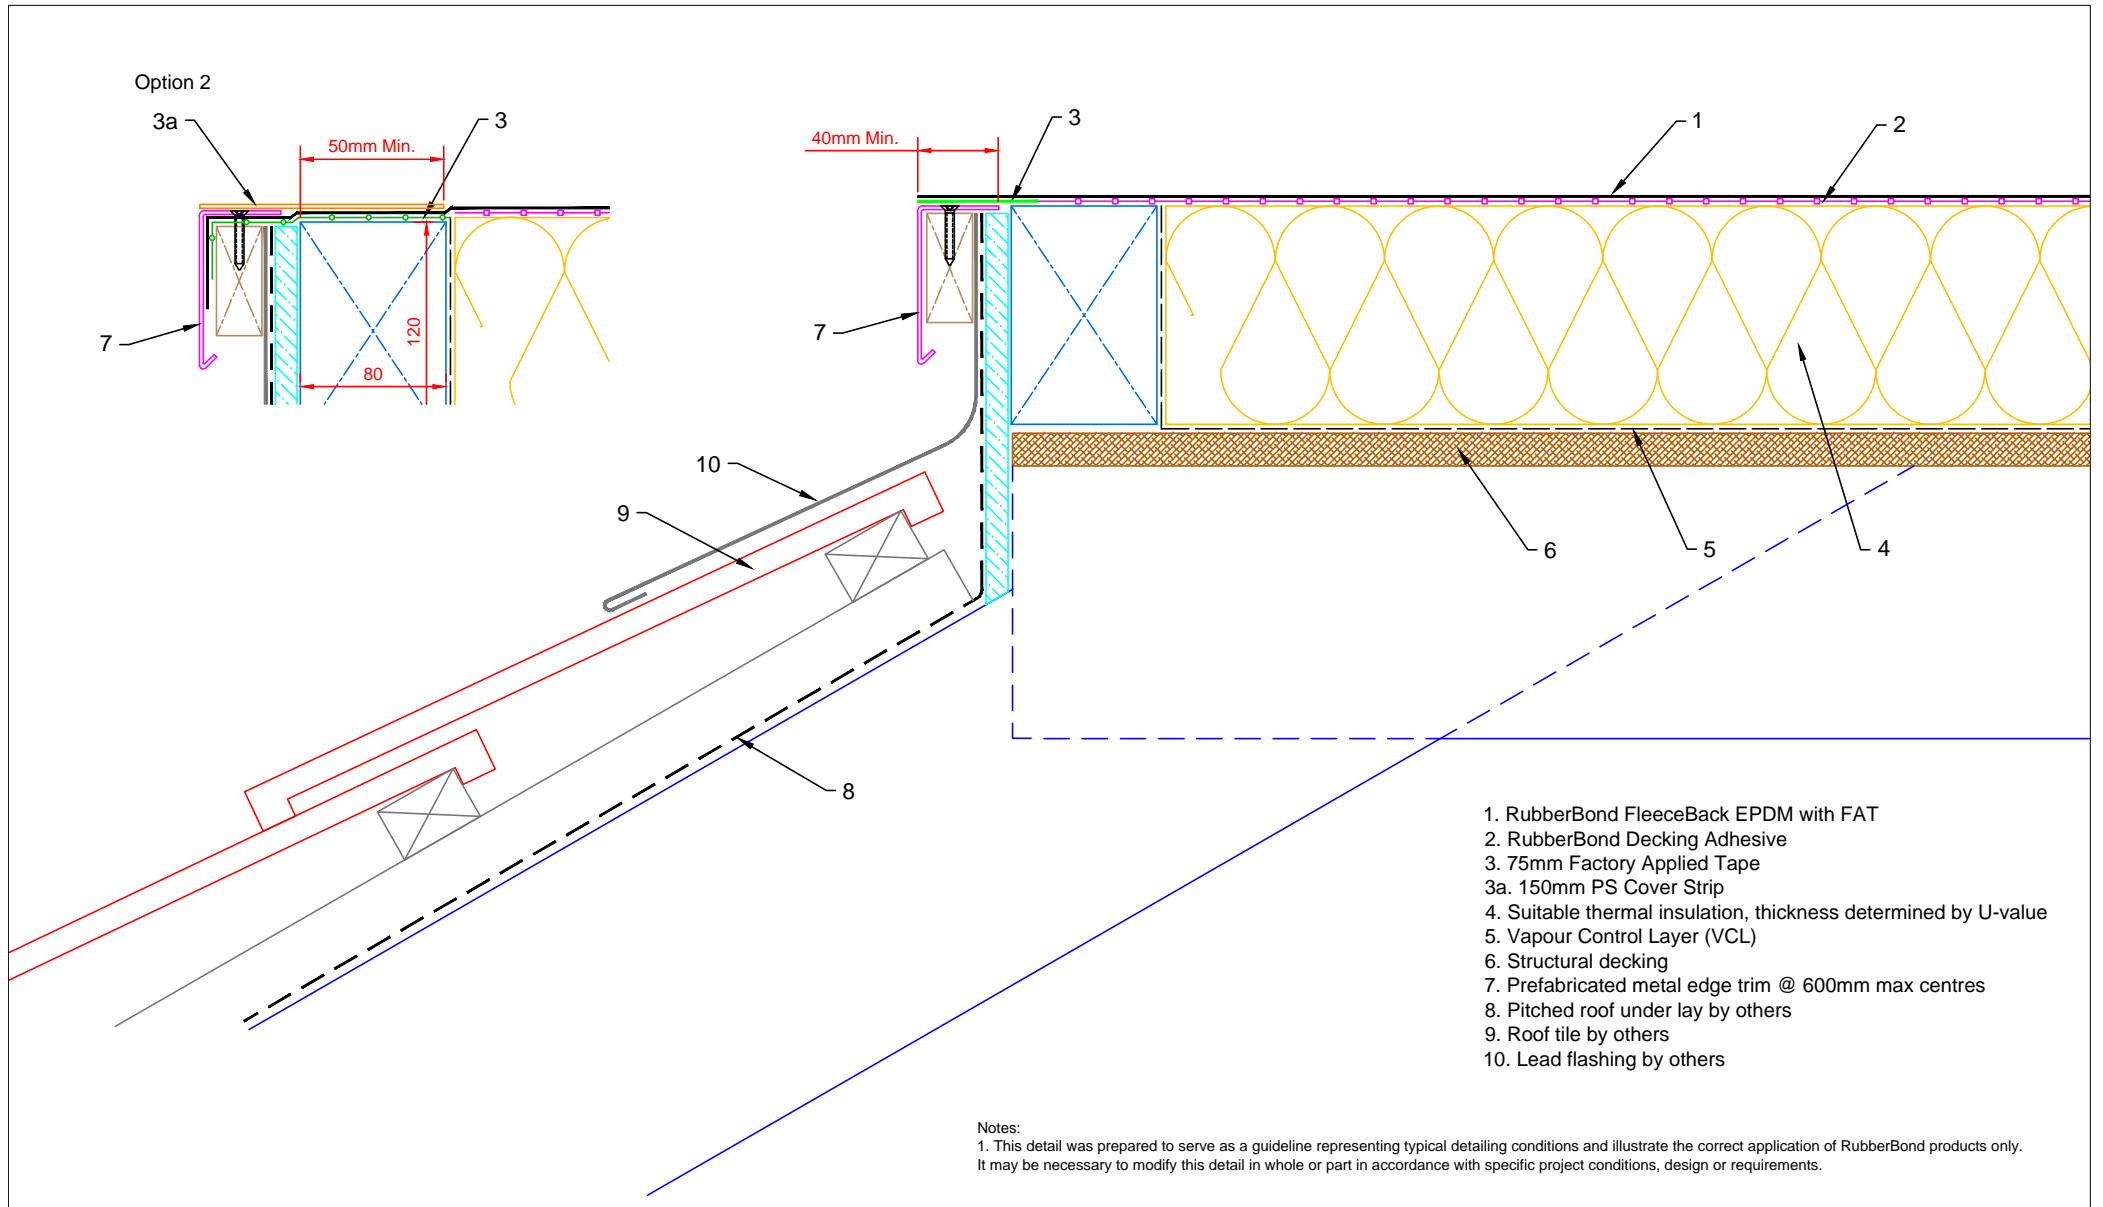 Option 2
3a
3
50mm Min.
7
120
80
40mm Min.
3
1
2
7
10
9
6
5
4
8
1. RubberBond FleeceBack EPDM with FAT
2. RubberBond Decking Adhesive
3. 75mm Factory Applied Tape
3a. 150mm PS Cover Strip
4. Suitable thermal insulation, thickness determined by U-value
5. Vapour Control Layer (VCL)
6. Structural decking
7. Prefabricated metal edge trim @ 600mm max centres
8. Pitched roof under lay by others
9. Roof tile by others
10. Lead flashing by others
Notes:
1. This detail was prepared to serve as a guideline representing typical detailing conditions and illustrate the correct application of RubberBond products only.
It may be necessary to modify this detail in whole or part in accordance with specific project conditions, design or requirements.